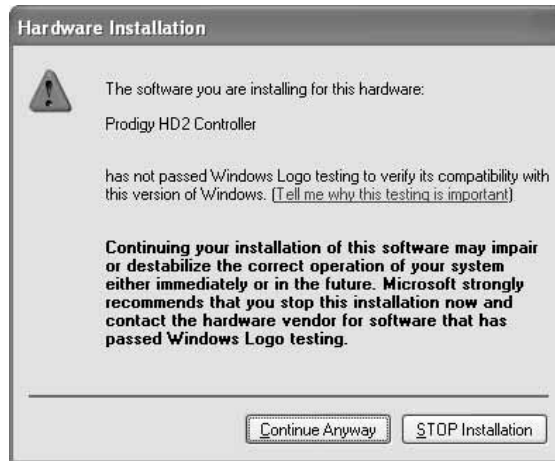 Hardware Installation
The software you are installing for this hardware:
Prodigy HD2 Controller
has not passed Windows Logo testing to verify its compatibility with
this version of Windows. (Tell me why this testing is important)
Continuing your installation of this software may impair
or destabilize the correct operation of your system
either immediately or in the future. Microsoft strongly
recommends that you stop this installation now and
contact the hardware vendor for software that has
passed Windows Logo testing.
Continue Anyway
STOP Installation